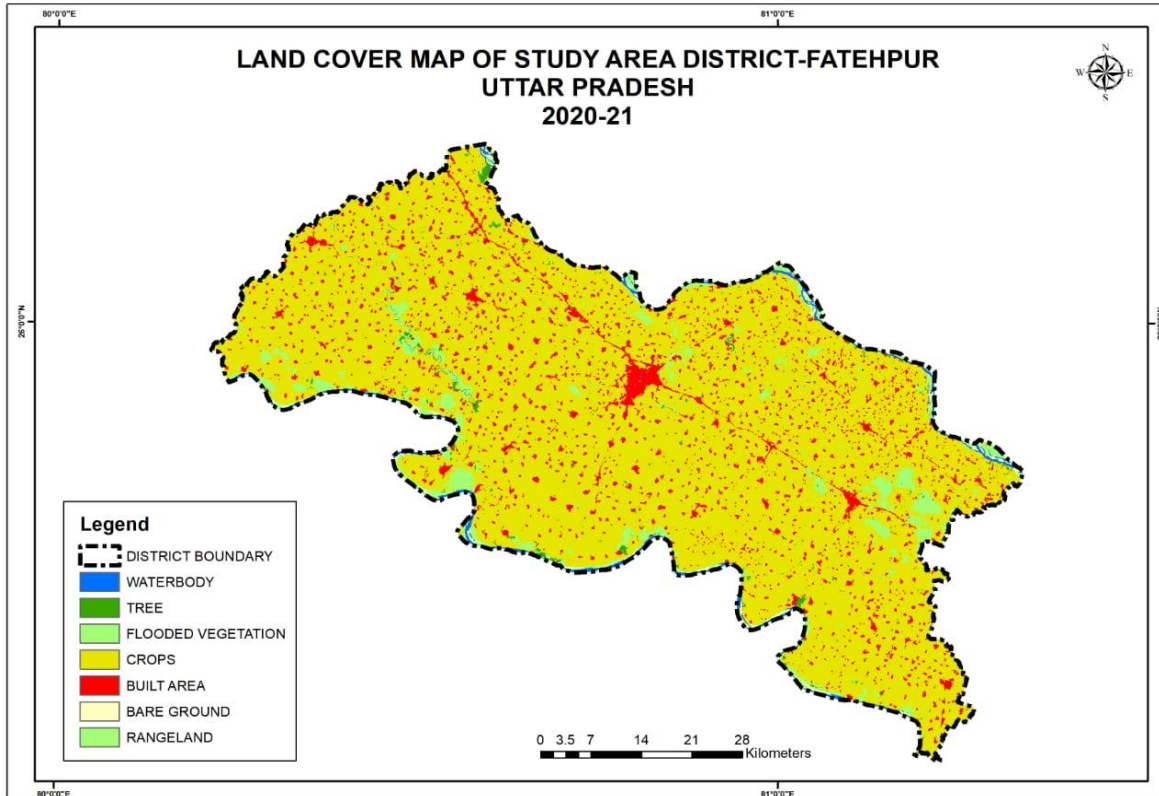 80°0'0"E
81°0'0"E
LAND COVER MAP OF STUDY AREA DISTRICT-FATEHPUR
UTTAR PRADESH
2020-21
N
W E
S
26°0'0"N
Legend
DISTRICT BOUNDARY
WATERBODY
TREE
FLOODED VEGETATION
CROPS
BUILT AREA
BARE GROUND
RANGELAND
0 3.5 7 14 21 28
Kilometers
80°0'0"E
81°0'0"E